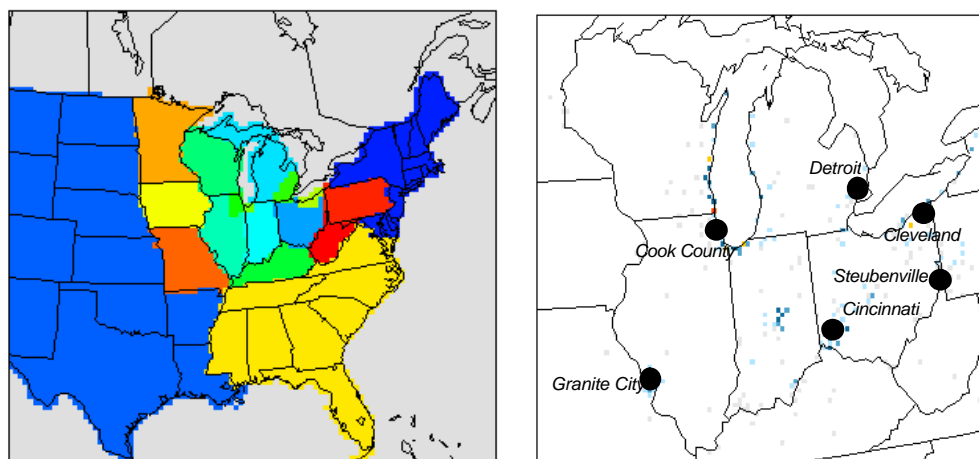 Detroit
Cleveland
Cook County
Steubenville
Cincinnati
Granite City